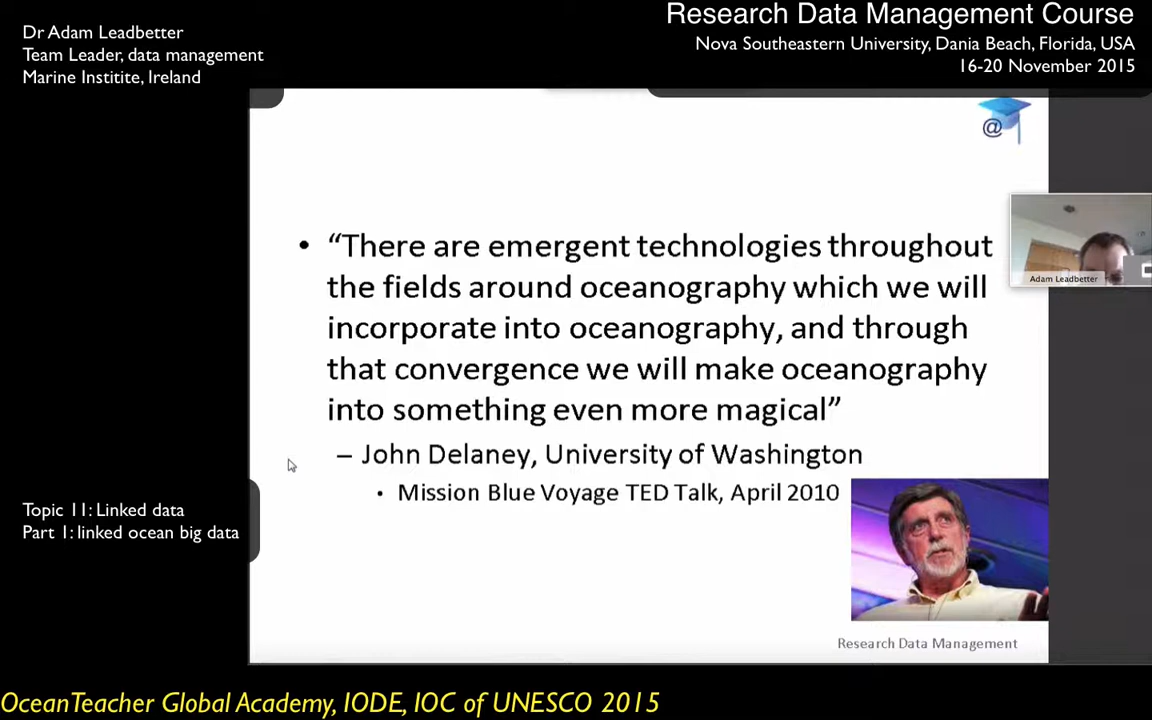 Dr Adam Leadbetter
Team Leader, data management
Marine Institite, Ireland
Research Data Management Course
Nova Southeastern University, Dania Beach, Florida, USA
16-20 November 2015
@
• “There are emergent technologies throughout
the fields around oceanography which we will
incorporate into oceanography, and through
that convergence we will make oceanography
into something even more magical”
– John Delaney, University of Washington
• Mission Blue Voyage TED Talk, April 2010
Adam Leadbetter
Topic 11: Linked data
Part 1: linked ocean big data
Research Data Management
OceanTeacher Global Academy, IODE, IOC of UNESCO 2015